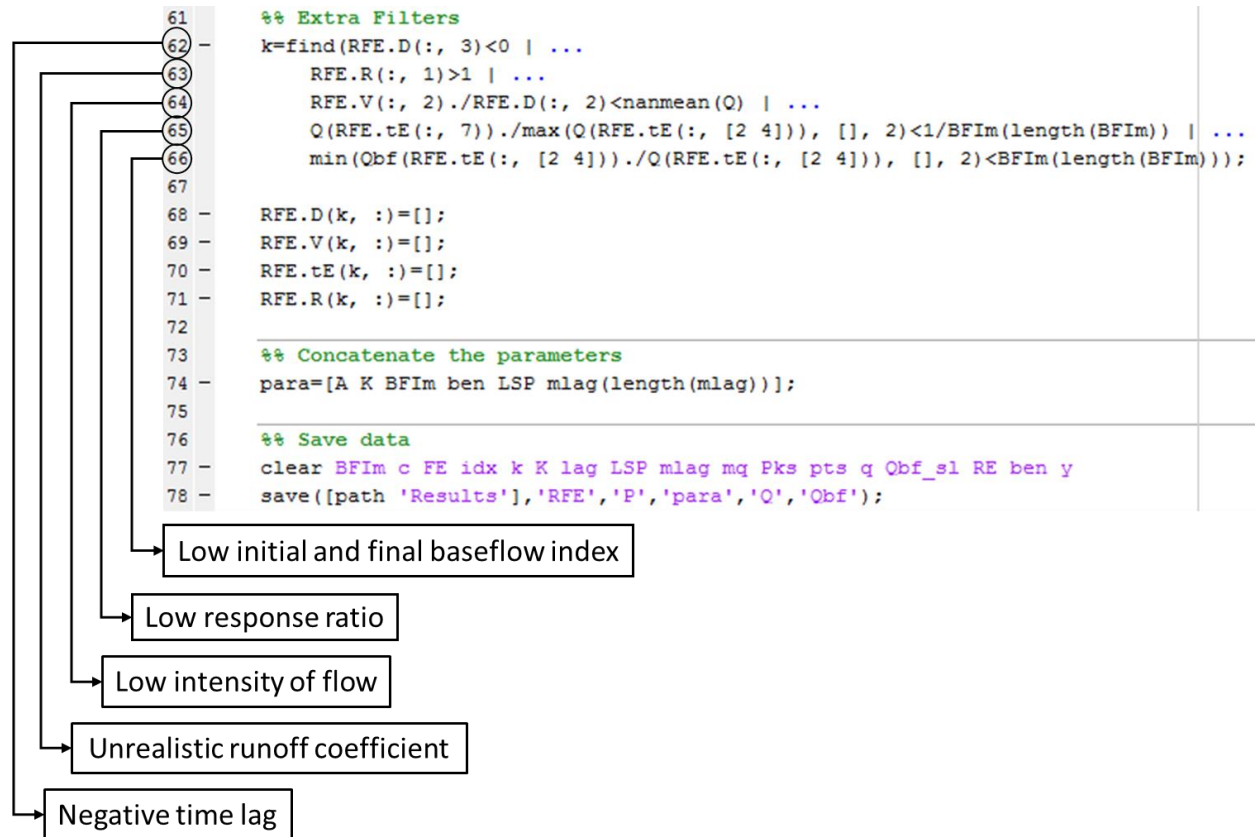 61 %% Extra Filters
62 - k=find(RFE.D(:, 3)<0 | ...
63 RFE.R(:, 1)>1 | ...
64 RFE.V(:, 2)./RFE.D(:, 2)<nanmean(Q) | ...
65 Q(RFE.tE(:, 7))./max(Q(RFE.tE(:, [2 4])), [], 2)<1/BFIm(length(BFIm)) | ...
66 min(Qbf(RFE.tE(:, [2 4]))./Q(RFE.tE(:, [2 4])), [], 2)<BFIm(length(BFIm)));
67
68 - RFE.D(k, :)=[];
69 - RFE.V(k, :)=[];
70 - RFE.tE(k, :)=[];
71 - RFE.R(k, :)=[];
72
73 %% Concatenate the parameters
74 - para=[A K BFIm ben LSP mlag(length(mlag))];
75
76 %% Save data
77 - clear BFIm c FE idx k K lag LSP mlag mq Pks pts q Qbf_sl RE ben y
78 - save([path 'Results'],'RFE','P','para','Q','Qbf');
Low initial and final baseflow index
Low response ratio
Low intensity of flow
Unrealistic runoff coefficient
Negative time lag